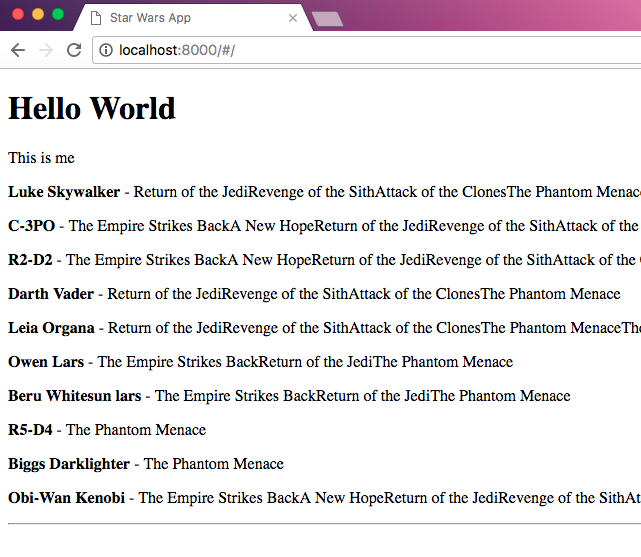 Star Wars App
localhost:8000/#/
Hello World
This is me
Luke Skywalker - Return of the JediRevenge of the SithAttack of the ClonesThe Phantom Menac
C-3PO - The Empire Strikes BackA New HopeReturn of the JediRevenge of the SithAttack of the
R2-D2 - The Empire Strikes BackA New HopeReturn of the JediRevenge of the SithAttack of the
Darth Vader - Return of the JediRevenge of the SithAttack of the ClonesThe Phantom Menace
Leia Organa - Return of the JediRevenge of the SithAttack of the ClonesThe Phantom MenaceThe
Owen Lars - The Empire Strikes BackReturn of the JediThe Phantom Menace
Beru Whitesun lars - The Empire Strikes BackReturn of the JediThe Phantom Menace
R5-D4 - The Phantom Menace
Biggs Darklighter - The Phantom Menace
Obi-Wan Kenobi - The Empire Strikes BackA New HopeReturn of the JediRevenge of the SithAt